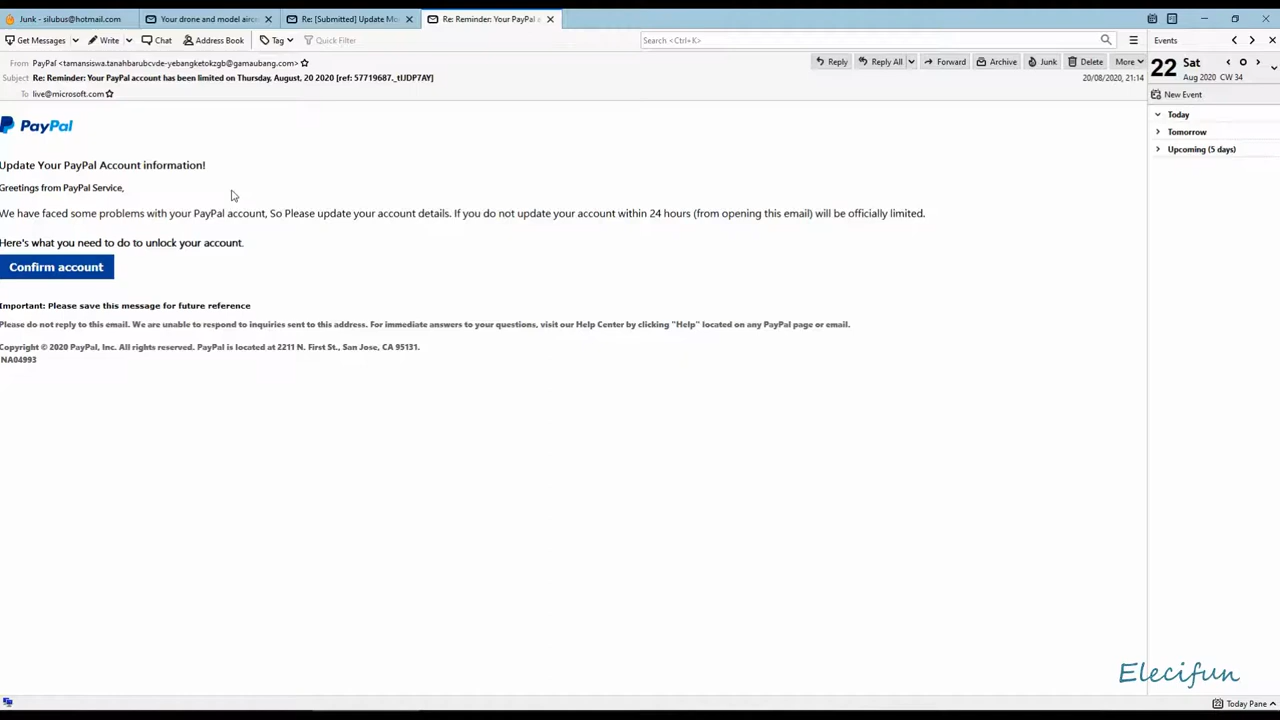 Junk - silubus@hotmail.com
Your drone and model airc
Re: [Submitted] Update Mo
Re: Reminder: Your PayPal a
Get Messages Write Chat Address Book Tag Quick Filter
Search <Ctrl+K>
Events
From PayPal <tamansiswa.tanahbarubcvde-yebangketokzgb@gamaubang.com>
Reply Reply All Forward Archive Junk Delete More
Subject Re: Reminder: Your PayPal account has been limited on Thursday, August, 20 2020 [ref: 57719687._tIJDP7AY]
20/08/2020, 21:14
To live@microsoft.com
22 Sat
Aug 2020 CW 34
New Event
Today
Tomorrow
Upcoming (5 days)
PayPal
Update Your PayPal Account information!
Greetings from PayPal Service,
We have faced some problems with your PayPal account, So Please update your account details. If you do not update your account within 24 hours (from opening this email) will be officially limited.
Here's what you need to do to unlock your account.
Confirm account
Important: Please save this message for future reference
Please do not reply to this email. We are unable to respond to inquiries sent to this address. For immediate answers to your questions, visit our Help Center by clicking "Help" located on any PayPal page or email.
Copyright © 2020 PayPal, Inc. All rights reserved. PayPal is located at 2211 N. First St., San Jose, CA 95131.
NA04993
Elecifun
22 Today Pane